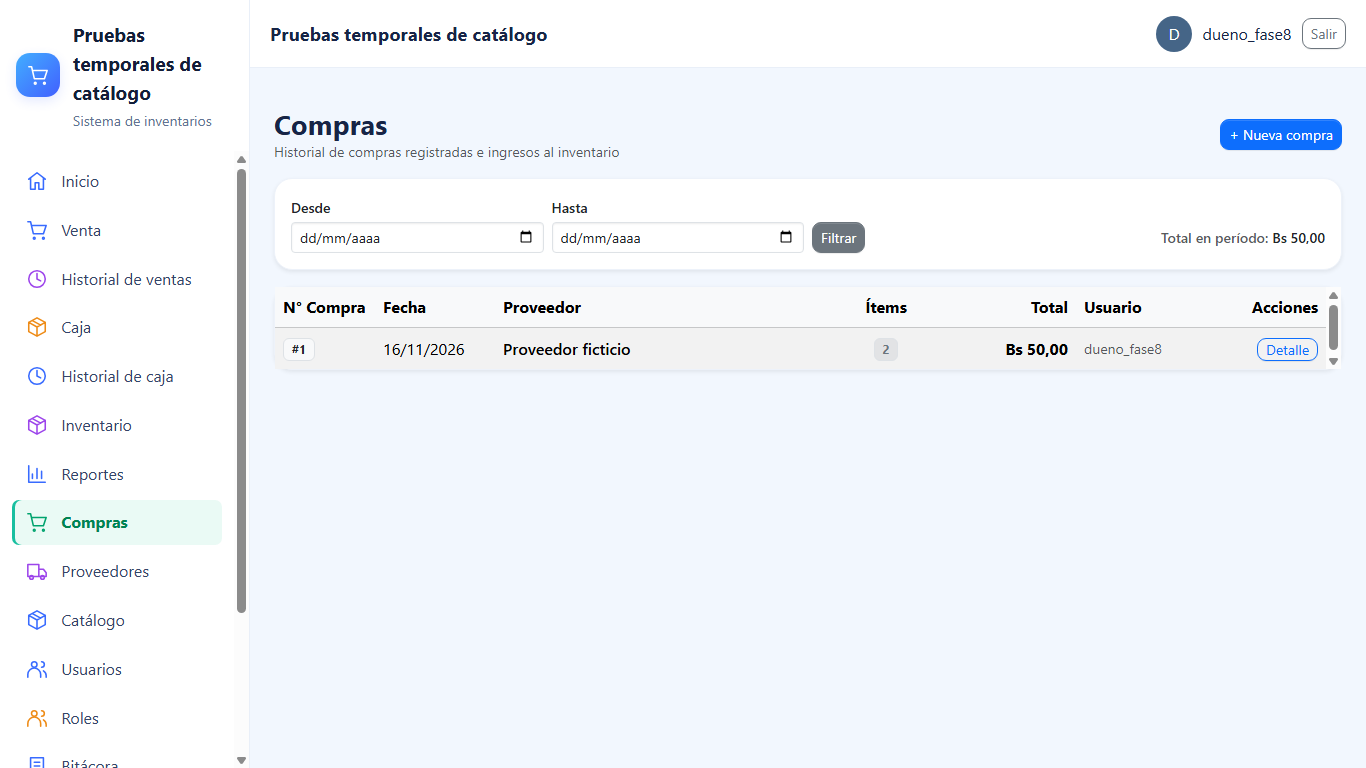 Pruebas
temporales de
catálogo
Sistema de inventarios
Inicio
Venta
Historial de ventas
Caja
Historial de caja
Inventario
Reportes
Compras
Proveedores
Catálogo
Usuarios
Roles
Bitácora
Pruebas temporales de catálogo
D dueno_fase8 Salir
Compras
Historial de compras registradas e ingresos al inventario
+ Nueva compra
Desde Hasta
dd/mm/aaaa dd/mm/aaaa Filtrar Total en período: Bs 50,00
N° Compra Fecha Proveedor Ítems Total Usuario Acciones
#1 16/11/2026 Proveedor ficticio 2 Bs 50,00 dueno_fase8 Detalle